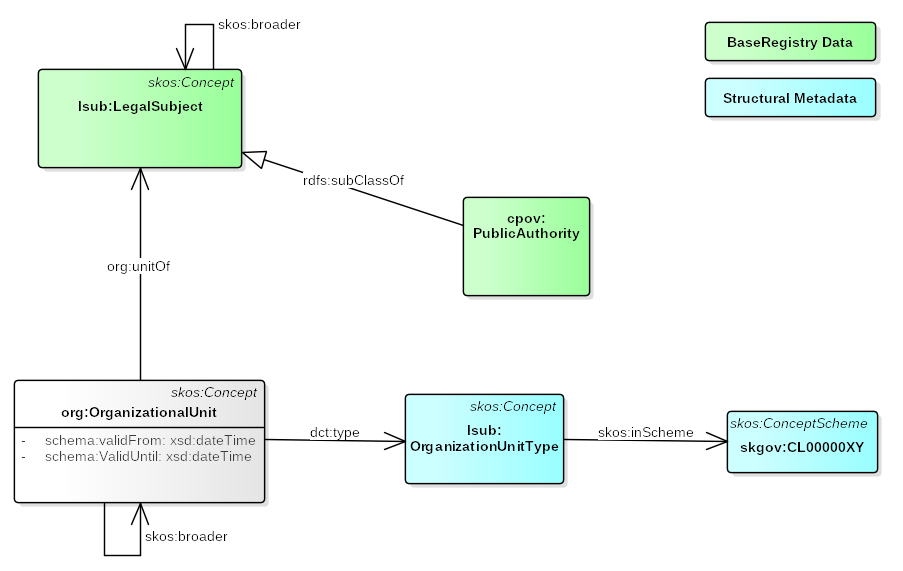 skos:broader
BaseRegistry Data
skos:Concept
lsub:LegalSubject
Structural Metadata
rdfs:subClassOf
cpov:
PublicAuthority
org:unitOf
skos:Concept
org:OrganizationalUnit
- schema:validFrom: xsd:dateTime
- schema:ValidUntil: xsd:dateTime
dct:type
skos:Concept
lsub:
OrganizationUnitType
skos:inScheme
skos:ConceptScheme
skgov:CL00000XY
skos:broader